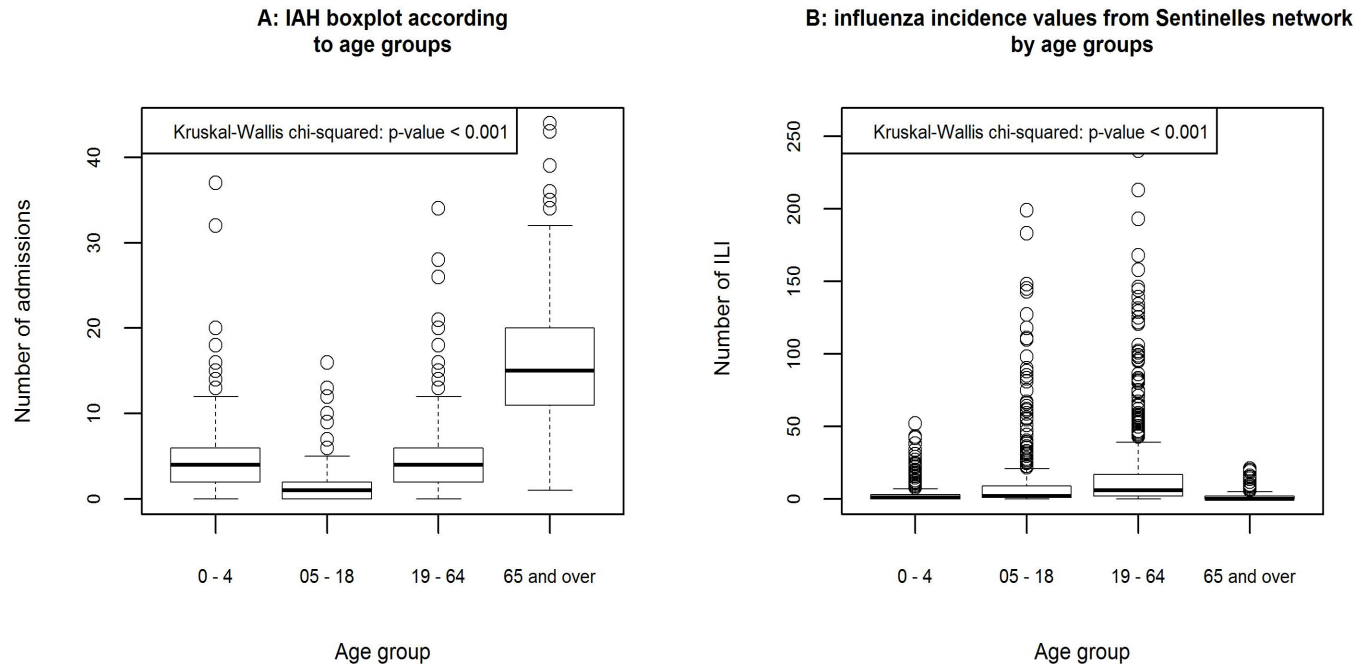 A: IAH boxplot according
to age groups
Kruskal-Wallis chi-squared: p-value < 0.001
Number of admissions
40
30
20
10
0
0 - 4 05 - 18 19 - 64 65 and over
Age group
B: influenza incidence values from Sentinelles network
by age groups
Kruskal-Wallis chi-squared: p-value < 0.001
Number of ILI
250
200
150
100
50
0
0 - 4 05 - 18 19 - 64 65 and over
Age group